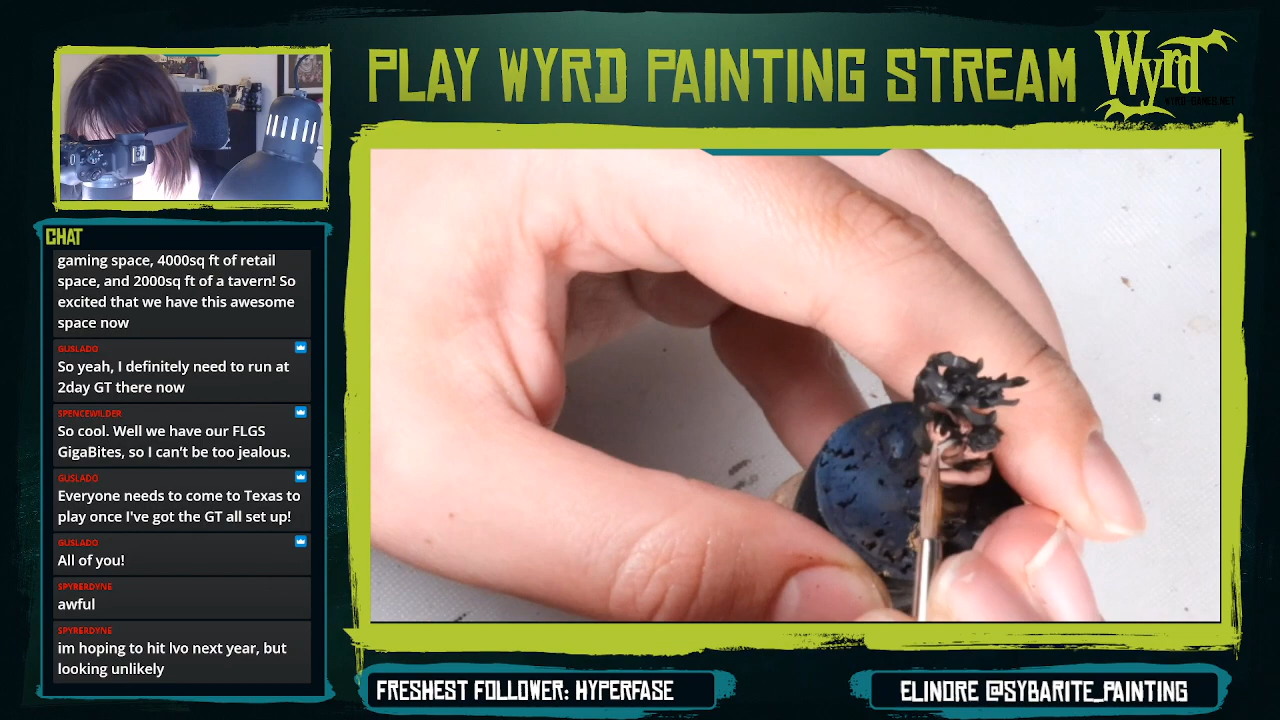 PLAY WYRD PAINTING STREAM
Wyrd
WYRD-GAMES.NET
CHAT
gaming space, 4000sq ft of retail
space, and 2000sq ft of a tavern! So
excited that we have this awesome
space now
GUSLADO
So yeah, I definitely need to run at
2day GT there now
SPENCEWILDER
So cool. Well we have our FLGS
GigaBites, so I can't be too jealous.
GUSLADO
Everyone needs to come to Texas to
play once I've got the GT all set up!
GUSLADO
All of you!
SPYRERDYNE
awful
SPYRERDYNE
im hoping to hit lvo next year, but
looking unlikely
FRESHEST FOLLOWER: HYPERFASE
ELINORE @SYBARITE_PAINTING